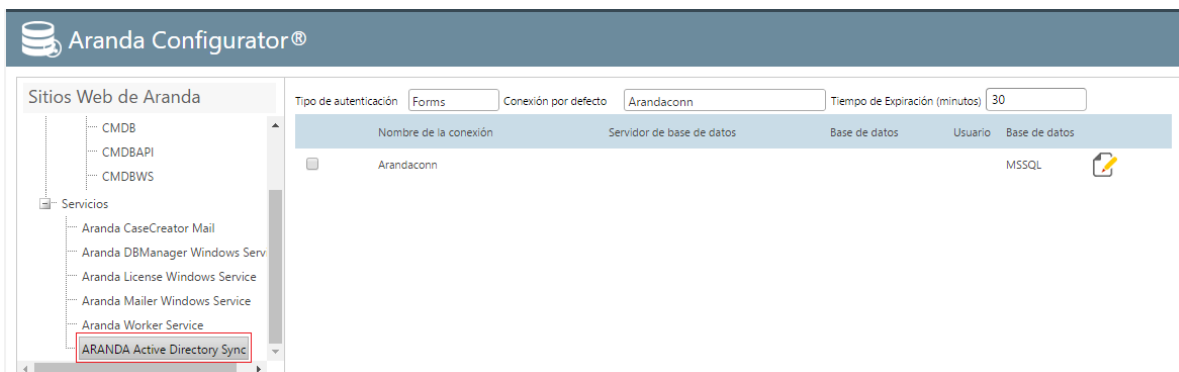 Aranda Configurator®
Sitios Web de Aranda
CMDB
CMDBAPI
CMDBWS
Servicios
Aranda CaseCreator Mail
Aranda DBManager Windows Serv
Aranda License Windows Service
Aranda Mailer Windows Service
Aranda Worker Service
ARANDA Active Directory Sync
Tipo de autenticación Forms Conexión por defecto Arandaconn Tiempo de Expiración (minutos) 30
Nombre de la conexión Servidor de base de datos Base de datos Usuario Base de datos
Arandaconn MSSQL